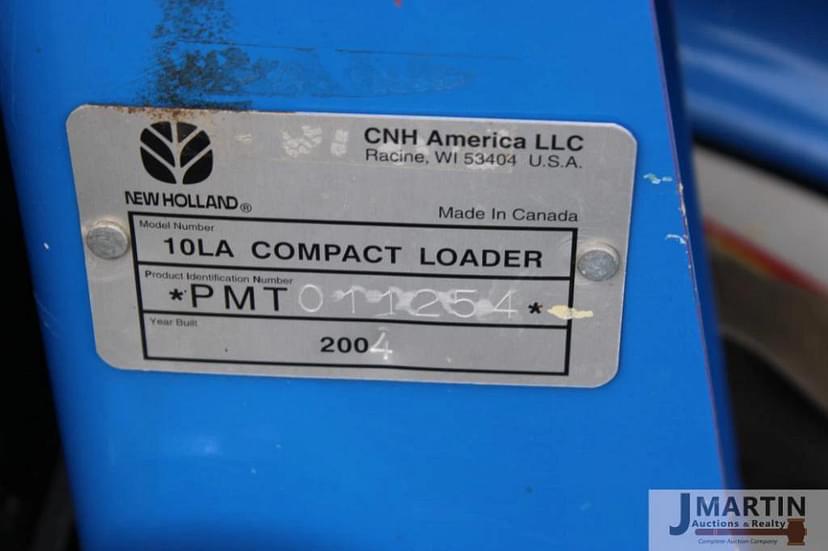 CNH America LLC
Racine, WI 53404 U.S.A.
NEW HOLLAND®
Made In Canada
Model Number
10LA COMPACT LOADER
Product Identification Number
*PMT011254*
Year Built
2004
J MARTIN
Auctions & Realty
Complete Auction Company